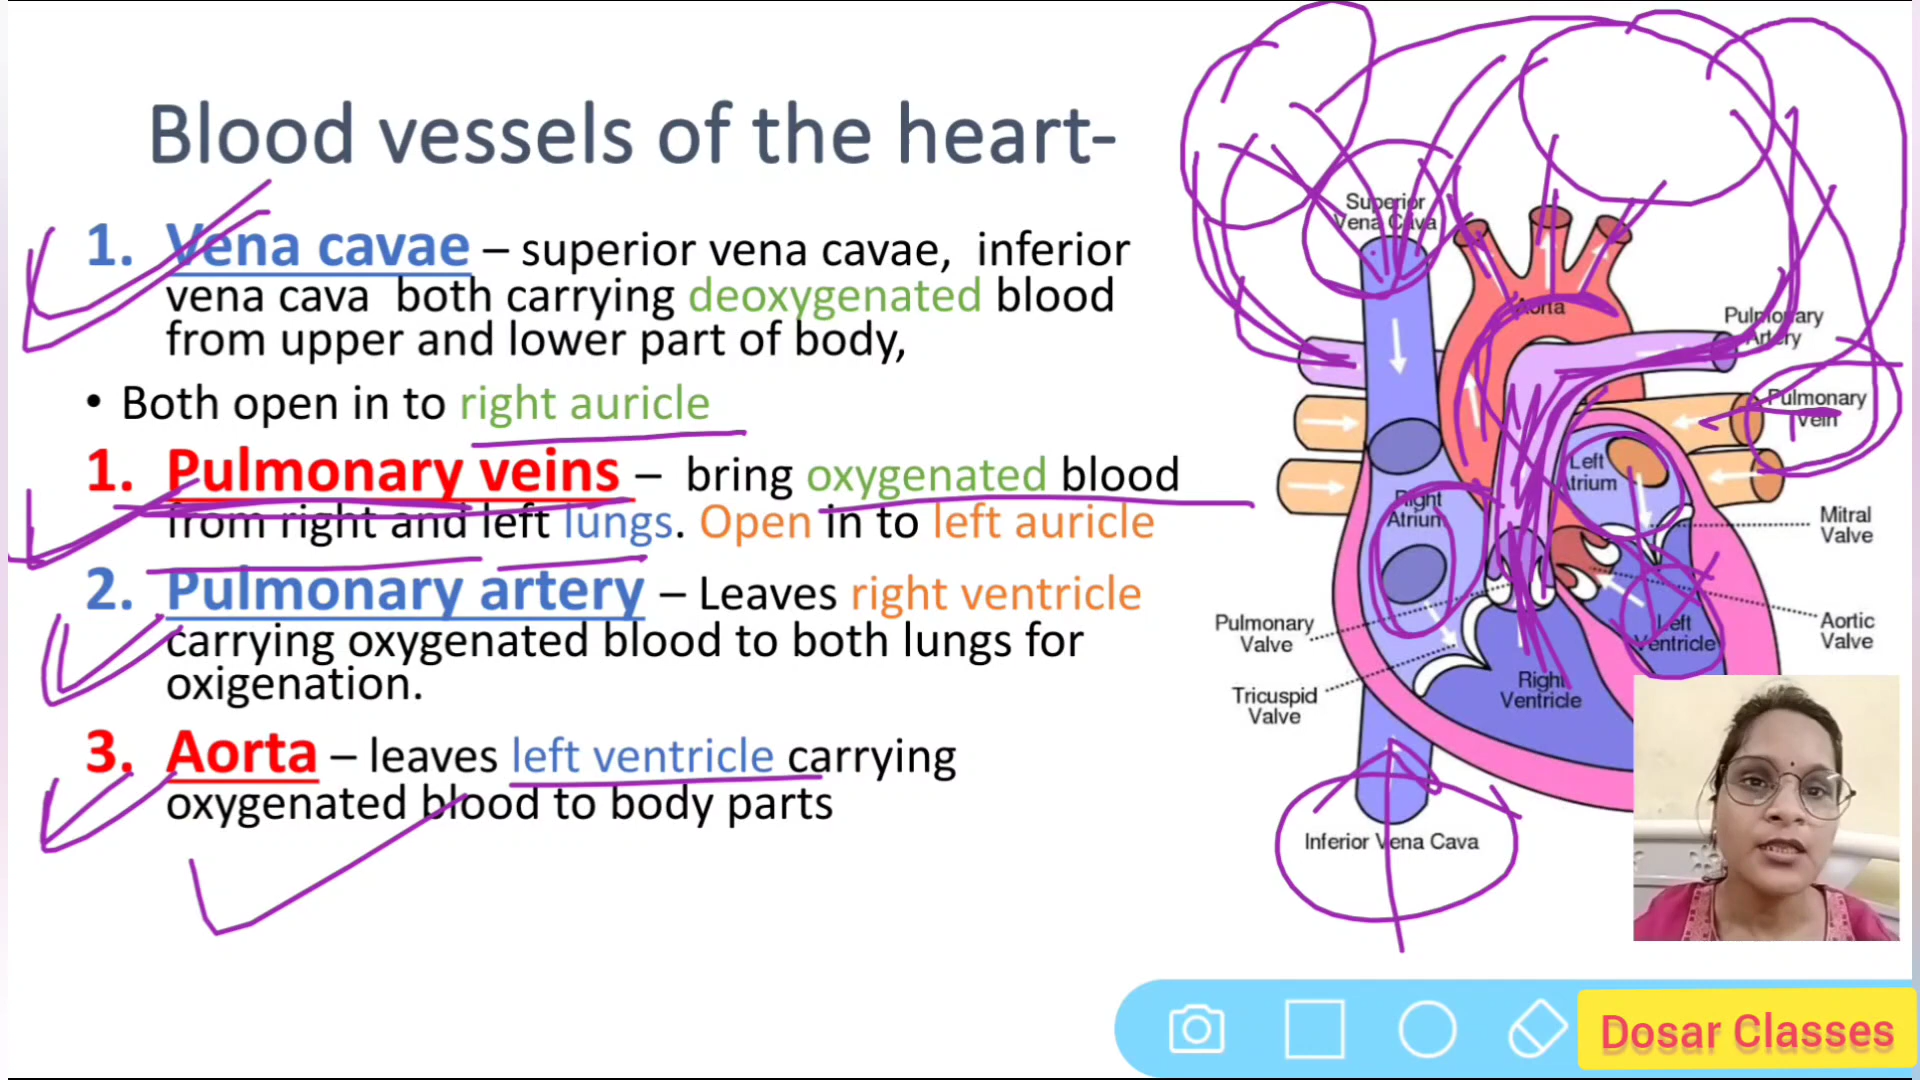 Blood vessels of the heart-
1. Vena cavae – superior vena cavae, inferior
vena cava both carrying deoxygenated blood
from upper and lower part of body,
• Both open in to right auricle
1. Pulmonary veins – bring oxygenated blood
from right and left lungs. Open in to left auricle
2. Pulmonary artery – Leaves right ventricle
carrying oxygenated blood to both lungs for
oxigenation.
3. Aorta – leaves left ventricle carrying
oxygenated blood to body parts
Superior
Vena Cava
Aorta
Pulmonary
Artery
Pulmonary
Vein
Left
Atrium
Right
Atrium
Mitral
Valve
Pulmonary
Valve
Aortic
Valve
Left
Ventricle
Tricuspid
Valve
Right
Ventricle
Inferior Vena Cava
Dosar Classes